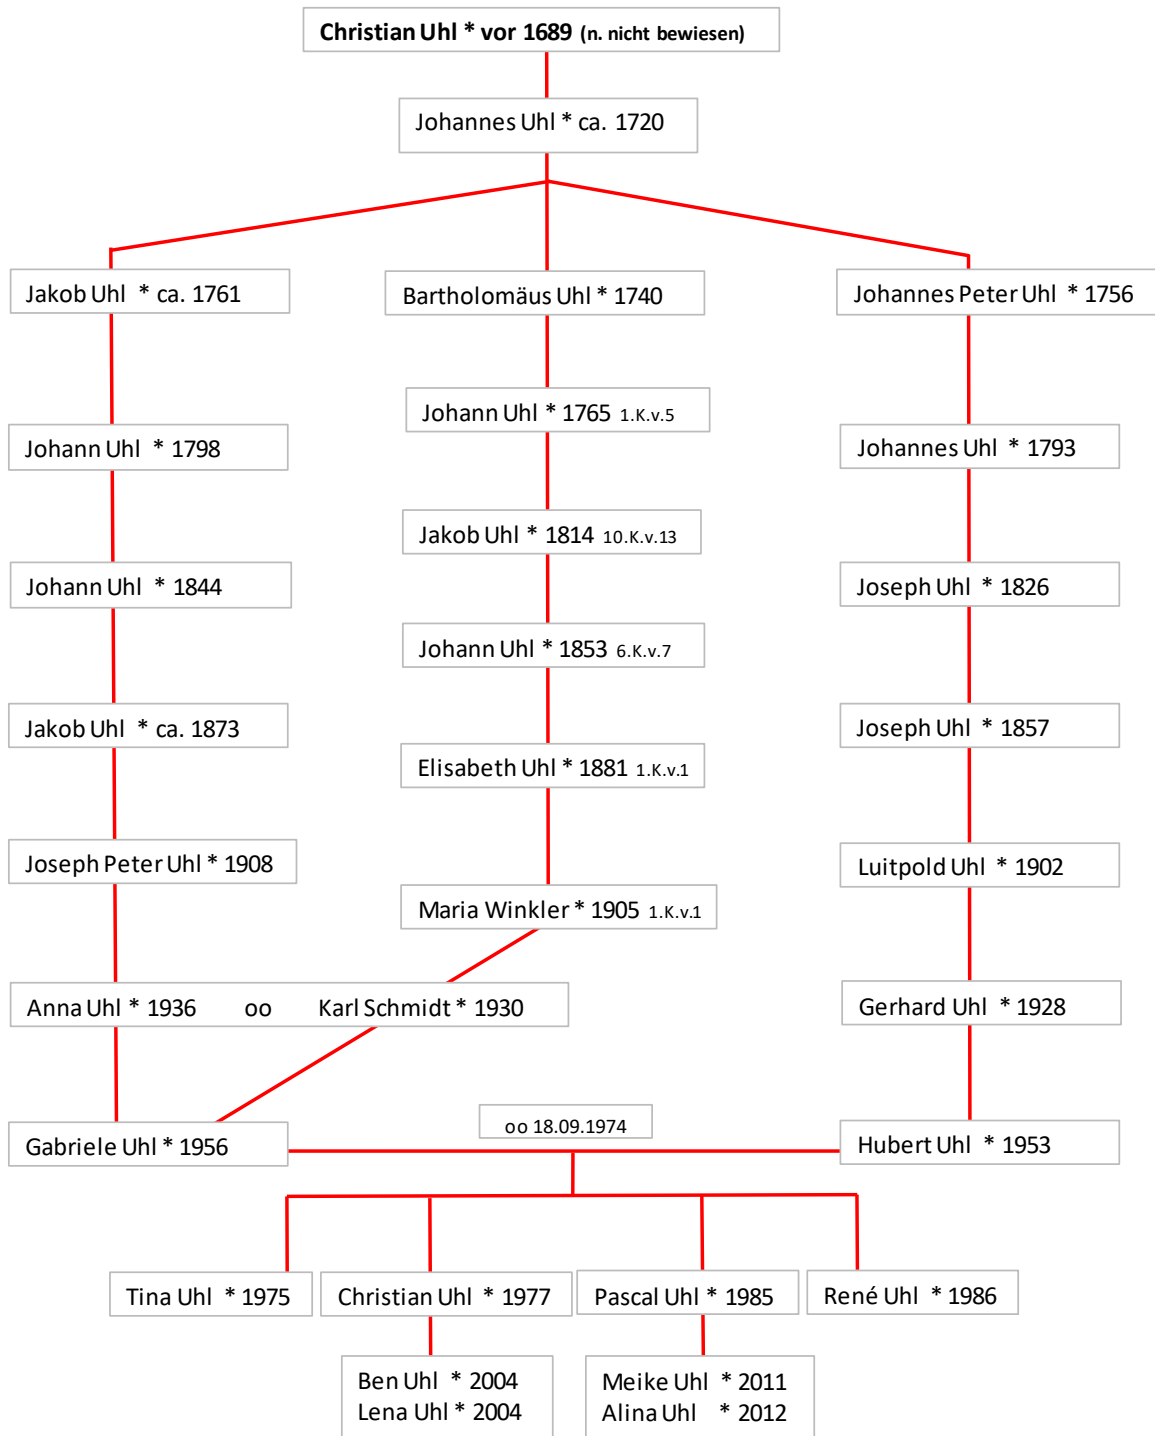 Christian Uhl * vor 1689 (n. nicht bewiesen)
Johannes Uhl * ca. 1720
Jakob Uhl * ca. 1761
Bartholomäus Uhl * 1740
Johannes Peter Uhl * 1756
Johann Uhl * 1765 1.K.v.5
Johann Uhl * 1798
Johannes Uhl * 1793
Jakob Uhl * 1814 10.K.v.13
Johann Uhl * 1844
Joseph Uhl * 1826
Johann Uhl * 1853 6.K.v.7
Jakob Uhl * ca. 1873
Joseph Uhl * 1857
Elisabeth Uhl * 1881 1.K.v.1
Joseph Peter Uhl * 1908
Luitpold Uhl * 1902
Maria Winkler * 1905 1.K.v.1
Anna Uhl * 1936 oo Karl Schmidt * 1930
Gerhard Uhl * 1928
oo 18.09.1974
Gabriele Uhl * 1956
Hubert Uhl * 1953
Tina Uhl * 1975
Christian Uhl * 1977
Pascal Uhl * 1985
René Uhl * 1986
Ben Uhl * 2004
Lena Uhl * 2004
Meike Uhl * 2011
Alina Uhl * 2012